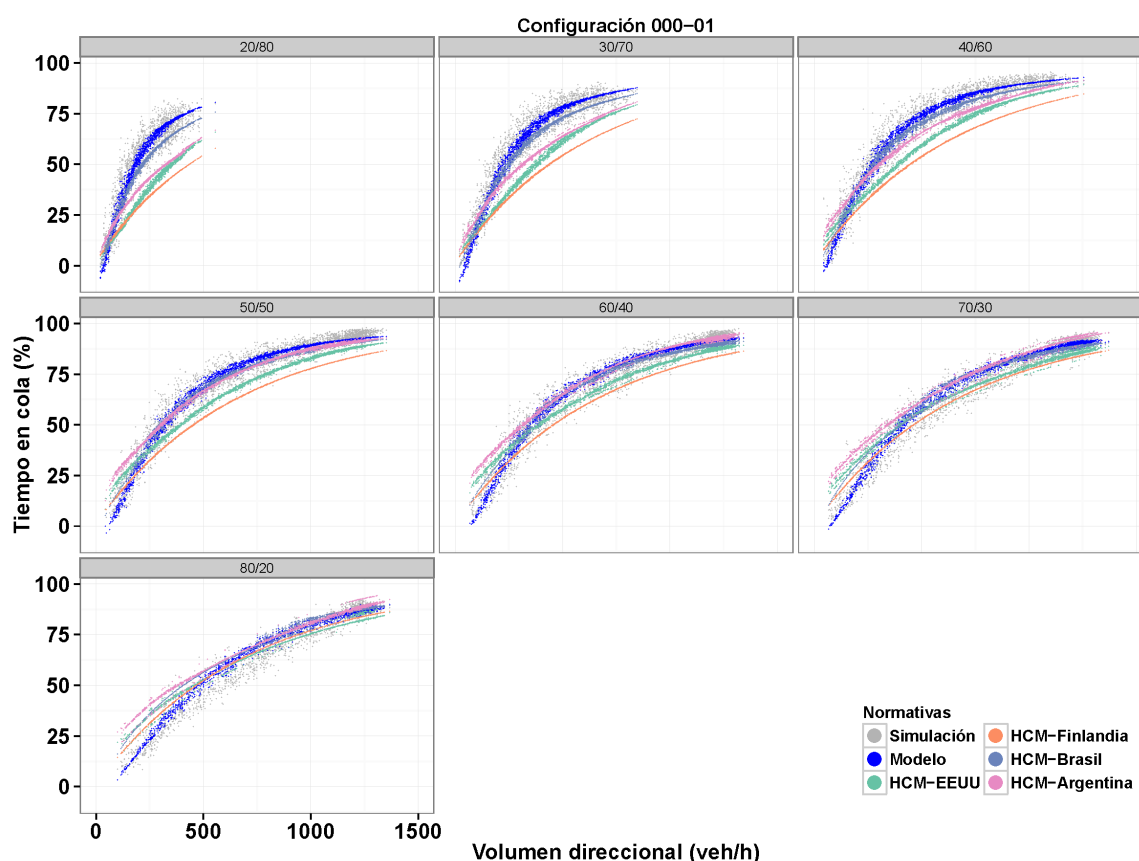 Configuración 000−01
20/80
30/70
40/60
100
75
50
25
0
50/50
60/40
70/30
100
75
50
25
0
80/20
100
75
50
25
0
0
500
1000
1500
Tiempo en cola (%)
Volumen direccional (veh/h)
Normativas
Simulación
Modelo
HCM−EEUU
HCM−Finlandia
HCM−Brasil
HCM−Argentina